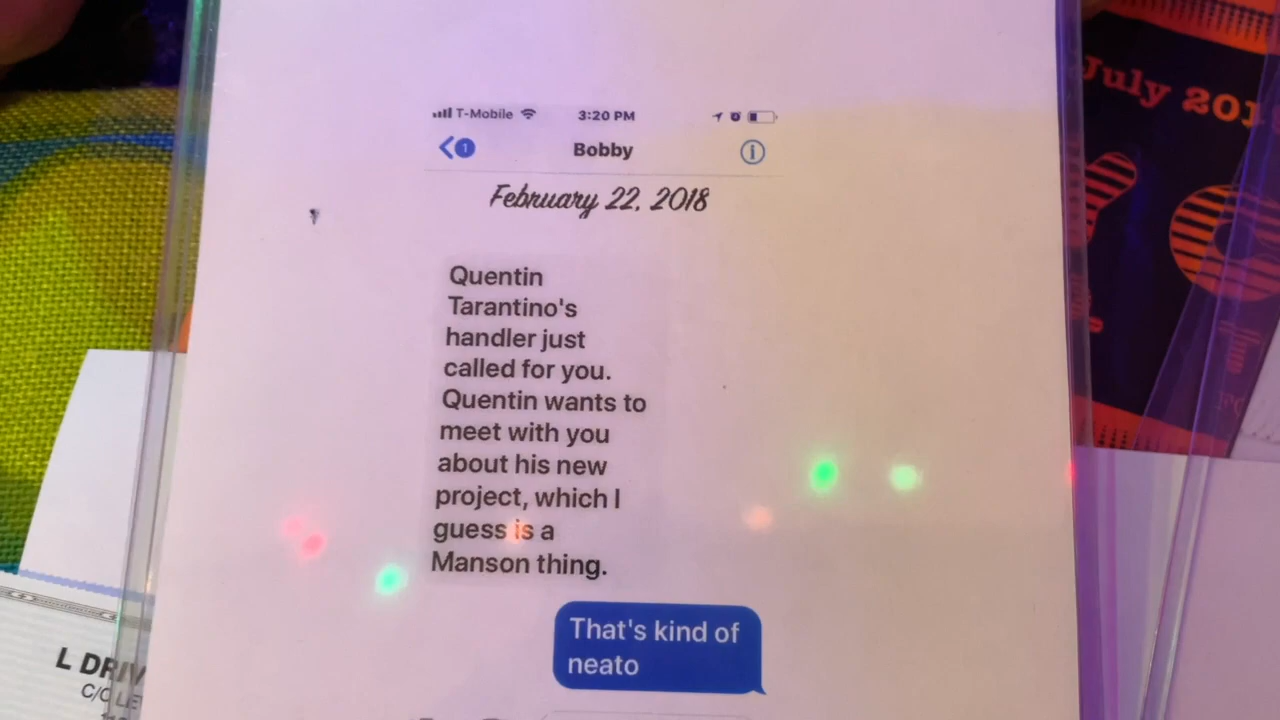 T-Mobile 3:20 PM
1 Bobby
February 22, 2018
Quentin
Tarantino's
handler just
called for you.
Quentin wants to
meet with you
about his new
project, which I
guess is a
Manson thing.
That's kind of
neato
July 201
L DRIV
C/O LIE